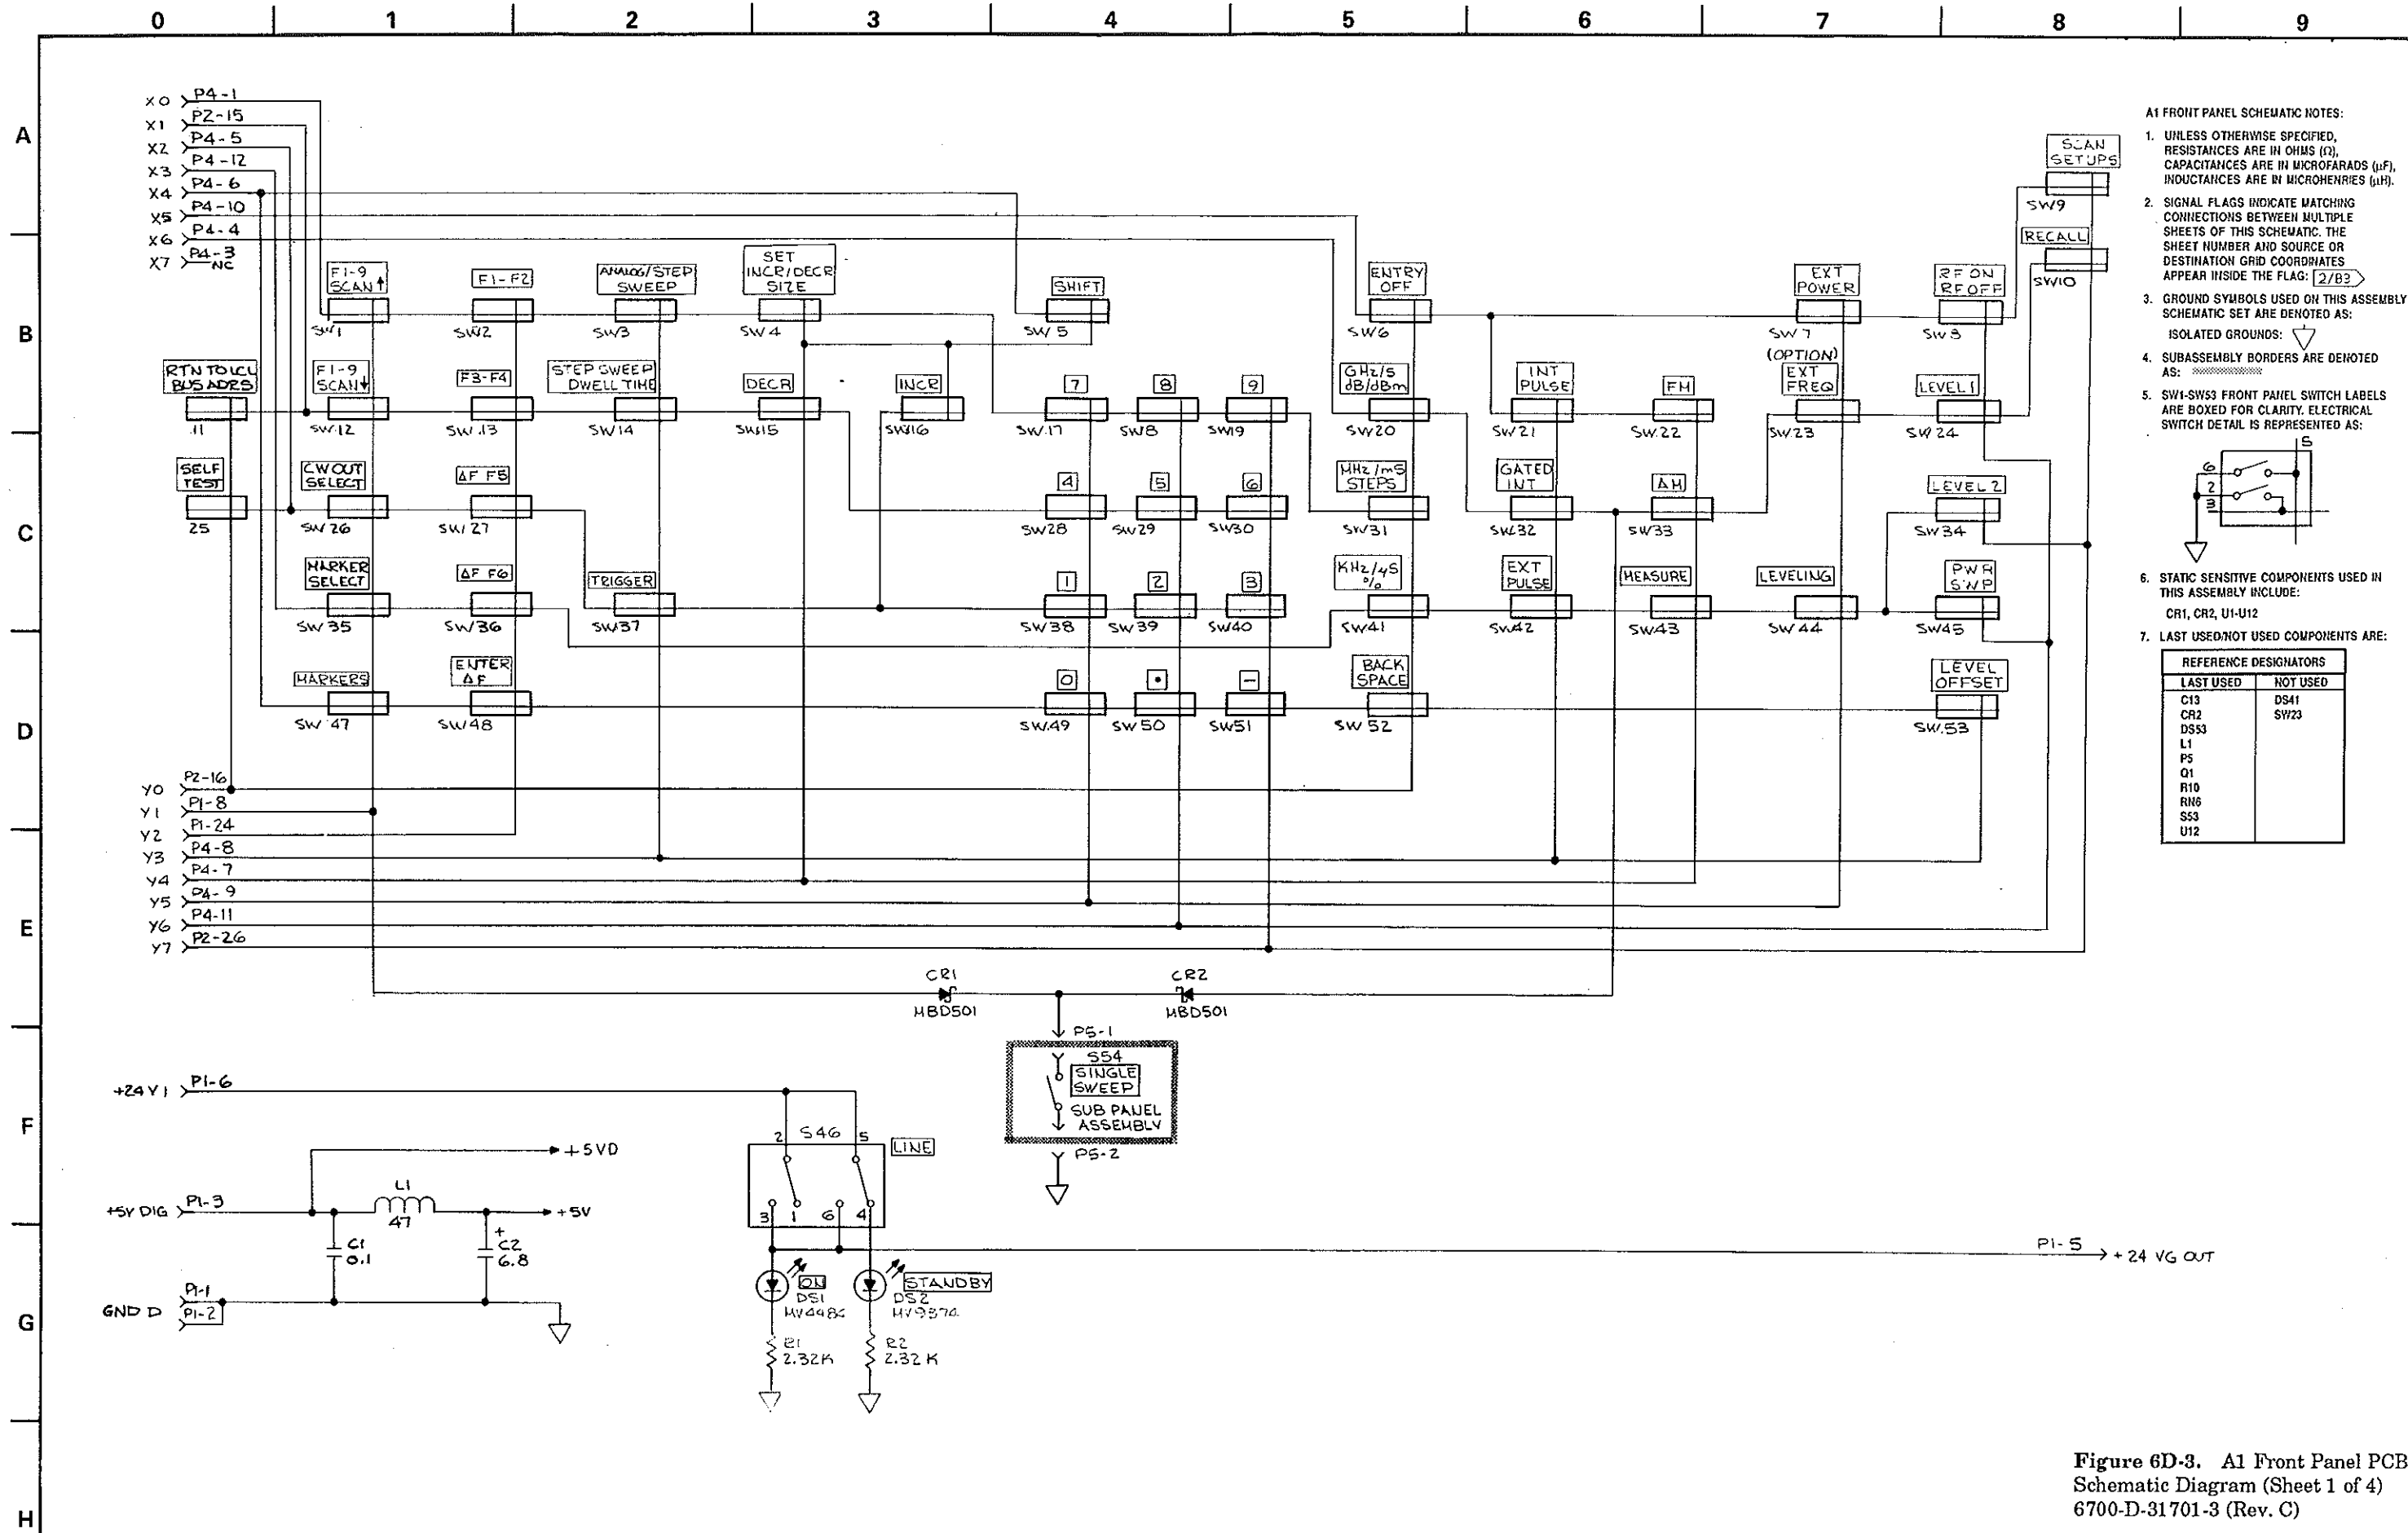 0 1 2 3 4 5 6 7 8 9
A
B
C
D
E
F
G
H
X0 P4-1
X1 P2-15
X2 P4-5
X3 P4-12
X4 P4-6
X5 P4-10
X6 P4-4
X7 P4-3 NC
SCAN SETUPS
SW9
RECALL
SW10
F1-9 SCAN↑
F1-F2
ANALOG/STEP SWEEP
SET INCR/DECR SIZE
SHIFT
ENTRY OFF
EXT POWER
RF ON RF OFF
SW1 SW2 SW3 SW4 SW5 SW6 SW7
RTN TO LCL BUS ADRS
F1-9 SCAN↓
F3-F4
STEP SWEEP DWELL TIME
DECR
INCR
7 8 9
GHz/S dB/dBm
INT PULSE
FM
(OPTION)
EXT FREQ
LEVEL 1
11 SW12 SW13 SW14 SW15 SW16 SW17 SW18 SW19 SW20 SW21 SW22 SW23 SW24
SELF TEST
CW OUT SELECT
ΔF F5
4 5 6
MHz/mS STEPS
GATED INT
LEVEL 2
25 SW26 SW27 SW28 SW29 SW30 SW31 SW32 SW33 SW34
MARKER SELECT
ΔF F6
TRIGGER
1 2 3
KHz/µS %
EXT PULSE
MEASURE
LEVELING
PWR SWP
SW35 SW36 SW37 SW38 SW39 SW40 SW41 SW42 SW43 SW44 SW45
MARKERS
ENTER ΔF
0 • –
BACK SPACE
LEVEL OFFSET
SW47 SW48 SW49 SW50 SW51 SW52 SW53
Y0 P2-16
Y1 P1-8
Y2 P1-24
Y3 P4-8
Y4 P4-7
Y5 P4-9
Y6 P4-11
Y7 P2-26
CR1
MBD501
CR2
MBD501
P5-1
S54
SINGLE SWEEP
SUB PANEL ASSEMBLY
P5-2
+24V1 P1-6
2 S46 5
LINE
3 1 6 4
+5VD
+5V DIG P1-3
L1
47
+5V
C1
0.1
+
C2
6.8
GND D
P1-1
P1-2
ON
DS1
STANDBY
DS2
R1
2.32K
R2
2.32K
P1-5
+24 VG OUT
A1 FRONT PANEL SCHEMATIC NOTES:
1. UNLESS OTHERWISE SPECIFIED,
RESISTANCES ARE IN OHMS (Ω),
CAPACITANCES ARE IN MICROFARADS (µF),
INDUCTANCES ARE IN MICROHENRIES (µH).
2. SIGNAL FLAGS INDICATE MATCHING
CONNECTIONS BETWEEN MULTIPLE
SHEETS OF THIS SCHEMATIC. THE
SHEET NUMBER AND SOURCE OR
DESTINATION GRID COORDINATES
APPEAR INSIDE THE FLAG: 2/B3
3. GROUND SYMBOLS USED ON THIS ASSEMBLY
SCHEMATIC SET ARE DENOTED AS:
ISOLATED GROUNDS:
4. SUBASSEMBLY BORDERS ARE DENOTED
AS:
5. SW1-SW53 FRONT PANEL SWITCH LABELS
ARE BOXED FOR CLARITY. ELECTRICAL
SWITCH DETAIL IS REPRESENTED AS:
5
6
2
3
6. STATIC SENSITIVE COMPONENTS USED IN
THIS ASSEMBLY INCLUDE:
CR1, CR2, U1-U12
7. LAST USED/NOT USED COMPONENTS ARE:
REFERENCE DESIGNATORS
LAST USED NOT USED
C13 DS41
CR2 SW23
DS53
L1
P5
Q1
R10
RN6
S53
U12
Figure 6D-3. A1 Front Panel PCB
Schematic Diagram (Sheet 1 of 4)
6700-D-31701-3 (Rev. C)